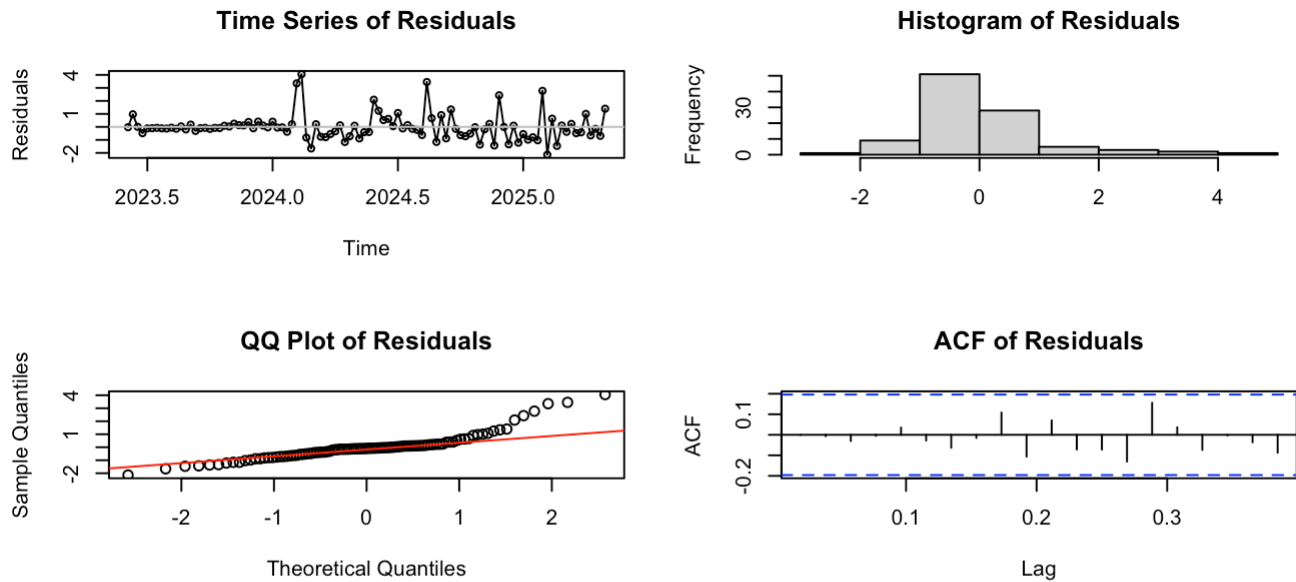 Time Series of Residuals
Residuals
4
1
-2
2023.5 2024.0 2024.5 2025.0
Time
Histogram of Residuals
Frequency
30
0
-2 0 2 4
QQ Plot of Residuals
Sample Quantiles
4
1
-2
-2 -1 0 1 2
Theoretical Quantiles
ACF of Residuals
ACF
0.1
-0.2
0.1 0.2 0.3
Lag